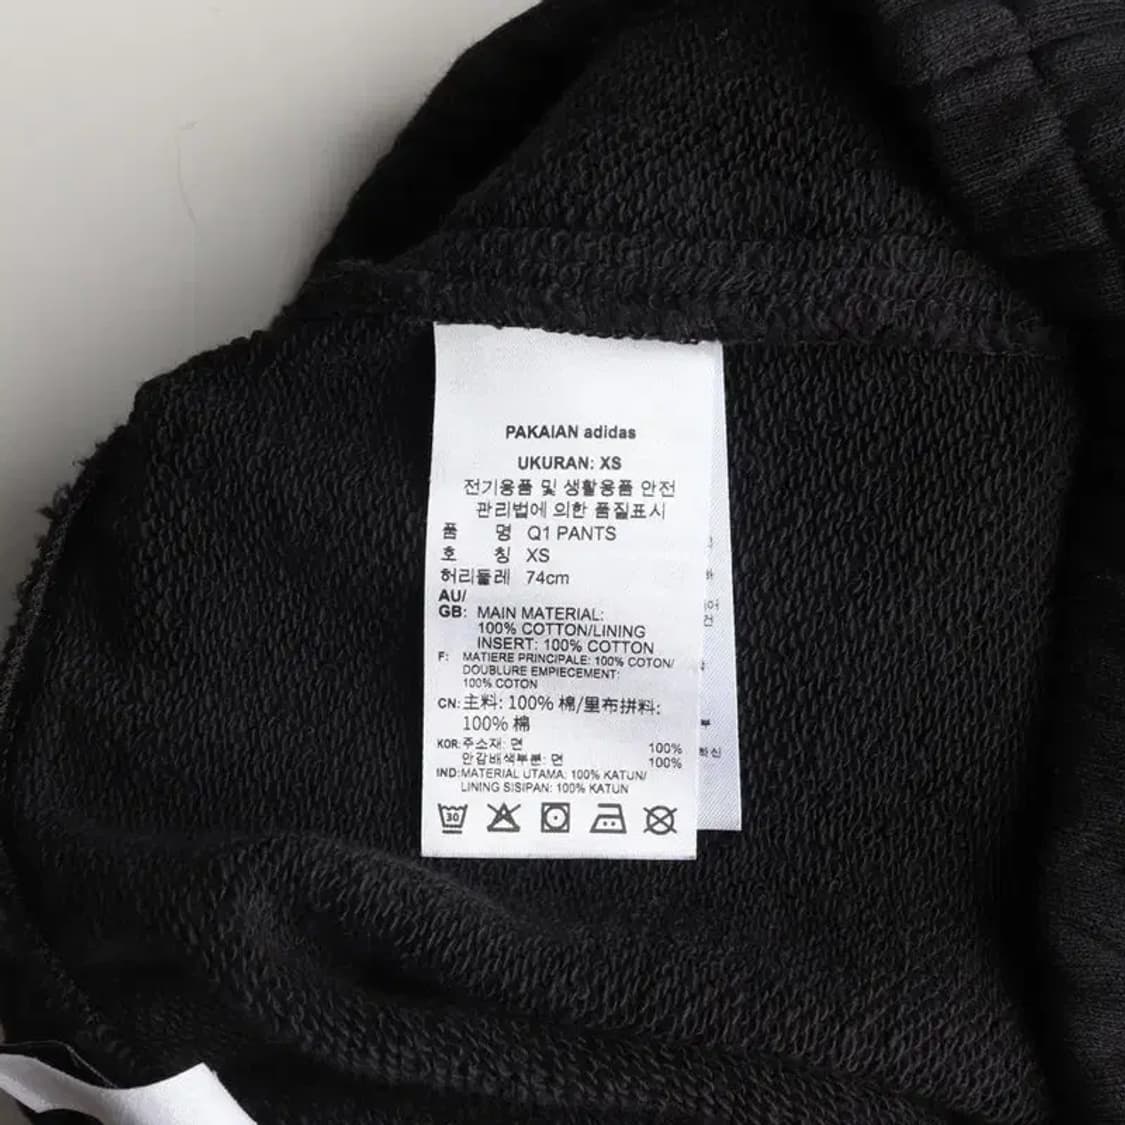 PAKAIAN adidas
UKURAN: XS
전기용품 및 생활용품 안전
관리법에 의한 품질표시
품 명 Q1 PANTS
호 칭 XS
허리둘레 74cm
AU/
GB: MAIN MATERIAL:
100% COTTON/LINING
INSERT: 100% COTTON
F: MATIERE PRINCIPALE: 100% COTON/
DOUBLURE EMPIECEMENT:
100% COTON
CN: 主料: 100% 棉/里布拼料:
100% 棉
KOR: 주소재: 면 100%
안감배색부분: 면 100%
IND: MATERIAL UTAMA: 100% KATUN/
LINING SISIPAN: 100% KATUN
30